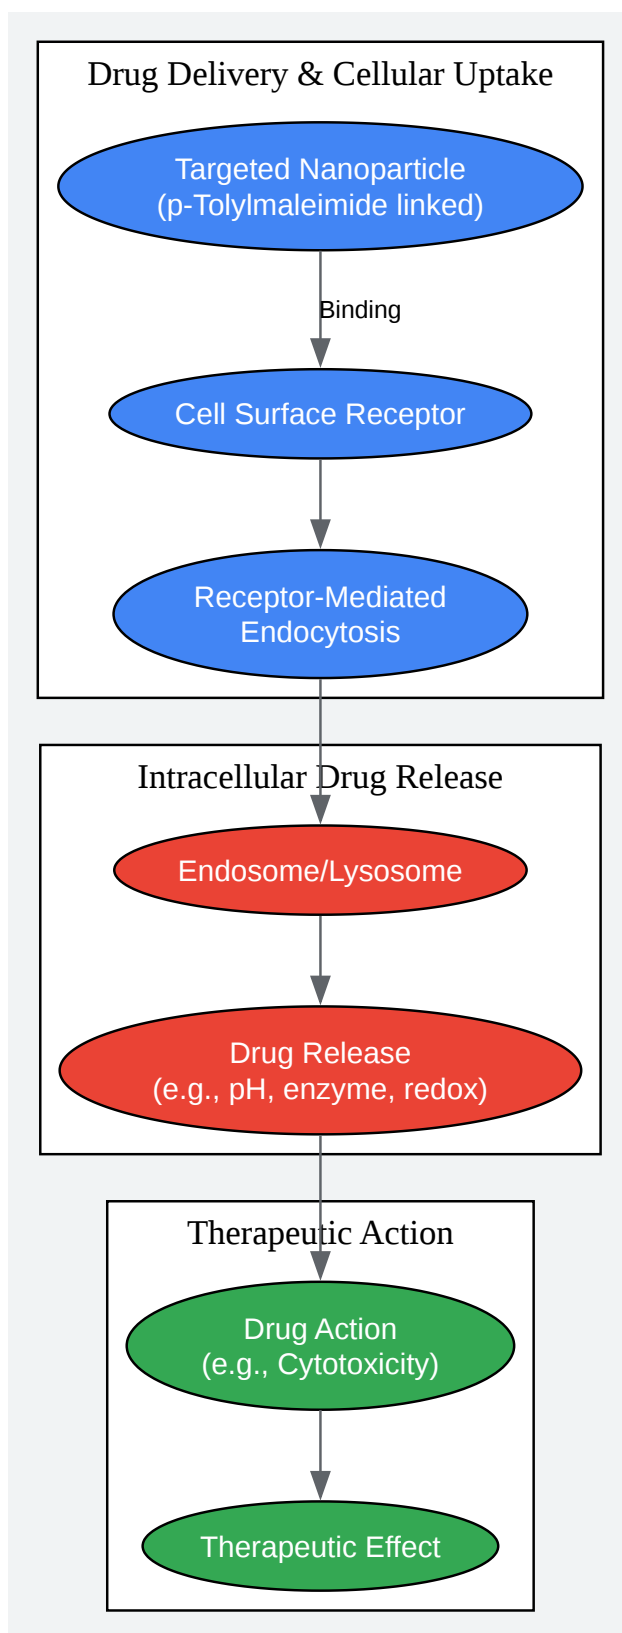 Drug Delivery & Cellular Uptake
Targeted Nanoparticle
(p-Tolylmaleimide linked)
Binding
Cell Surface Receptor
Receptor-Mediated
Endocytosis
Intracellular Drug Release
Endosome/Lysosome
Drug Release
(e.g., pH, enzyme, redox)
Therapeutic Action
Drug Action
(e.g., Cytotoxicity)
Therapeutic Effect